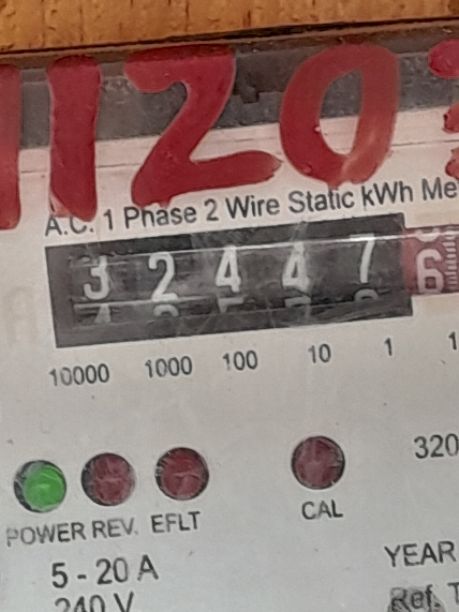 1120
A.C. 1 Phase 2 Wire Static kWh Me
3 2 4 4 7 6
10000 1000 100 10 1 1
320
POWER REV. EFLT CAL
5 - 20 A
YEAR
240 V
Ref.